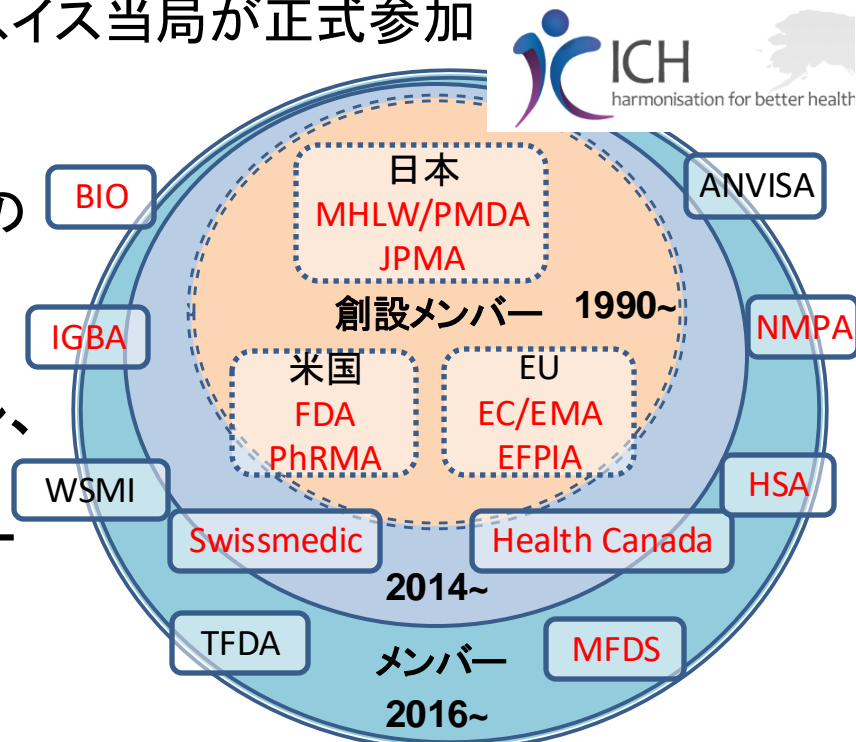 スイス当局が正式参加
ICH
harmonisation for better health
日本
MHLW/PMDA
JPMA
ANVISA
BIO
の
創設メンバー 1990~
NMPA
IGBA
米国
FDA
PhRMA
EU
EC/EMA
EFPIA
、
WSMI
HSA
ー
Swissmedic
Health Canada
2014~
TFDA
メンバー
2016~
MFDS